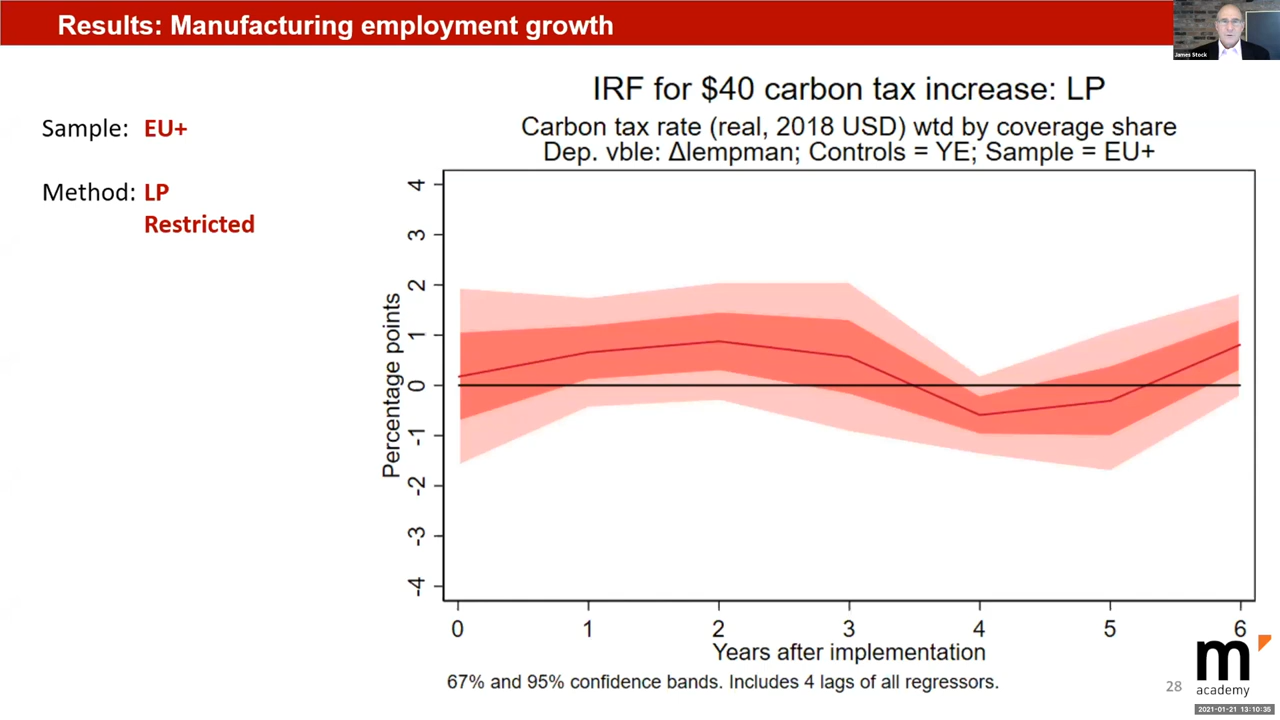 Results: Manufacturing employment growth
James Stock
Sample: EU+
Method: LP
Restricted
IRF for $40 carbon tax increase: LP
Carbon tax rate (real, 2018 USD) wtd by coverage share
Dep. vble: Δlempman; Controls = YE; Sample = EU+
Percentage points
4
3
2
1
0
-1
-2
-3
-4
0 1 2 3 4 5 6
Years after implementation
67% and 95% confidence bands. Includes 4 lags of all regressors.
28
m
academy
2021-01-21 13:10:35